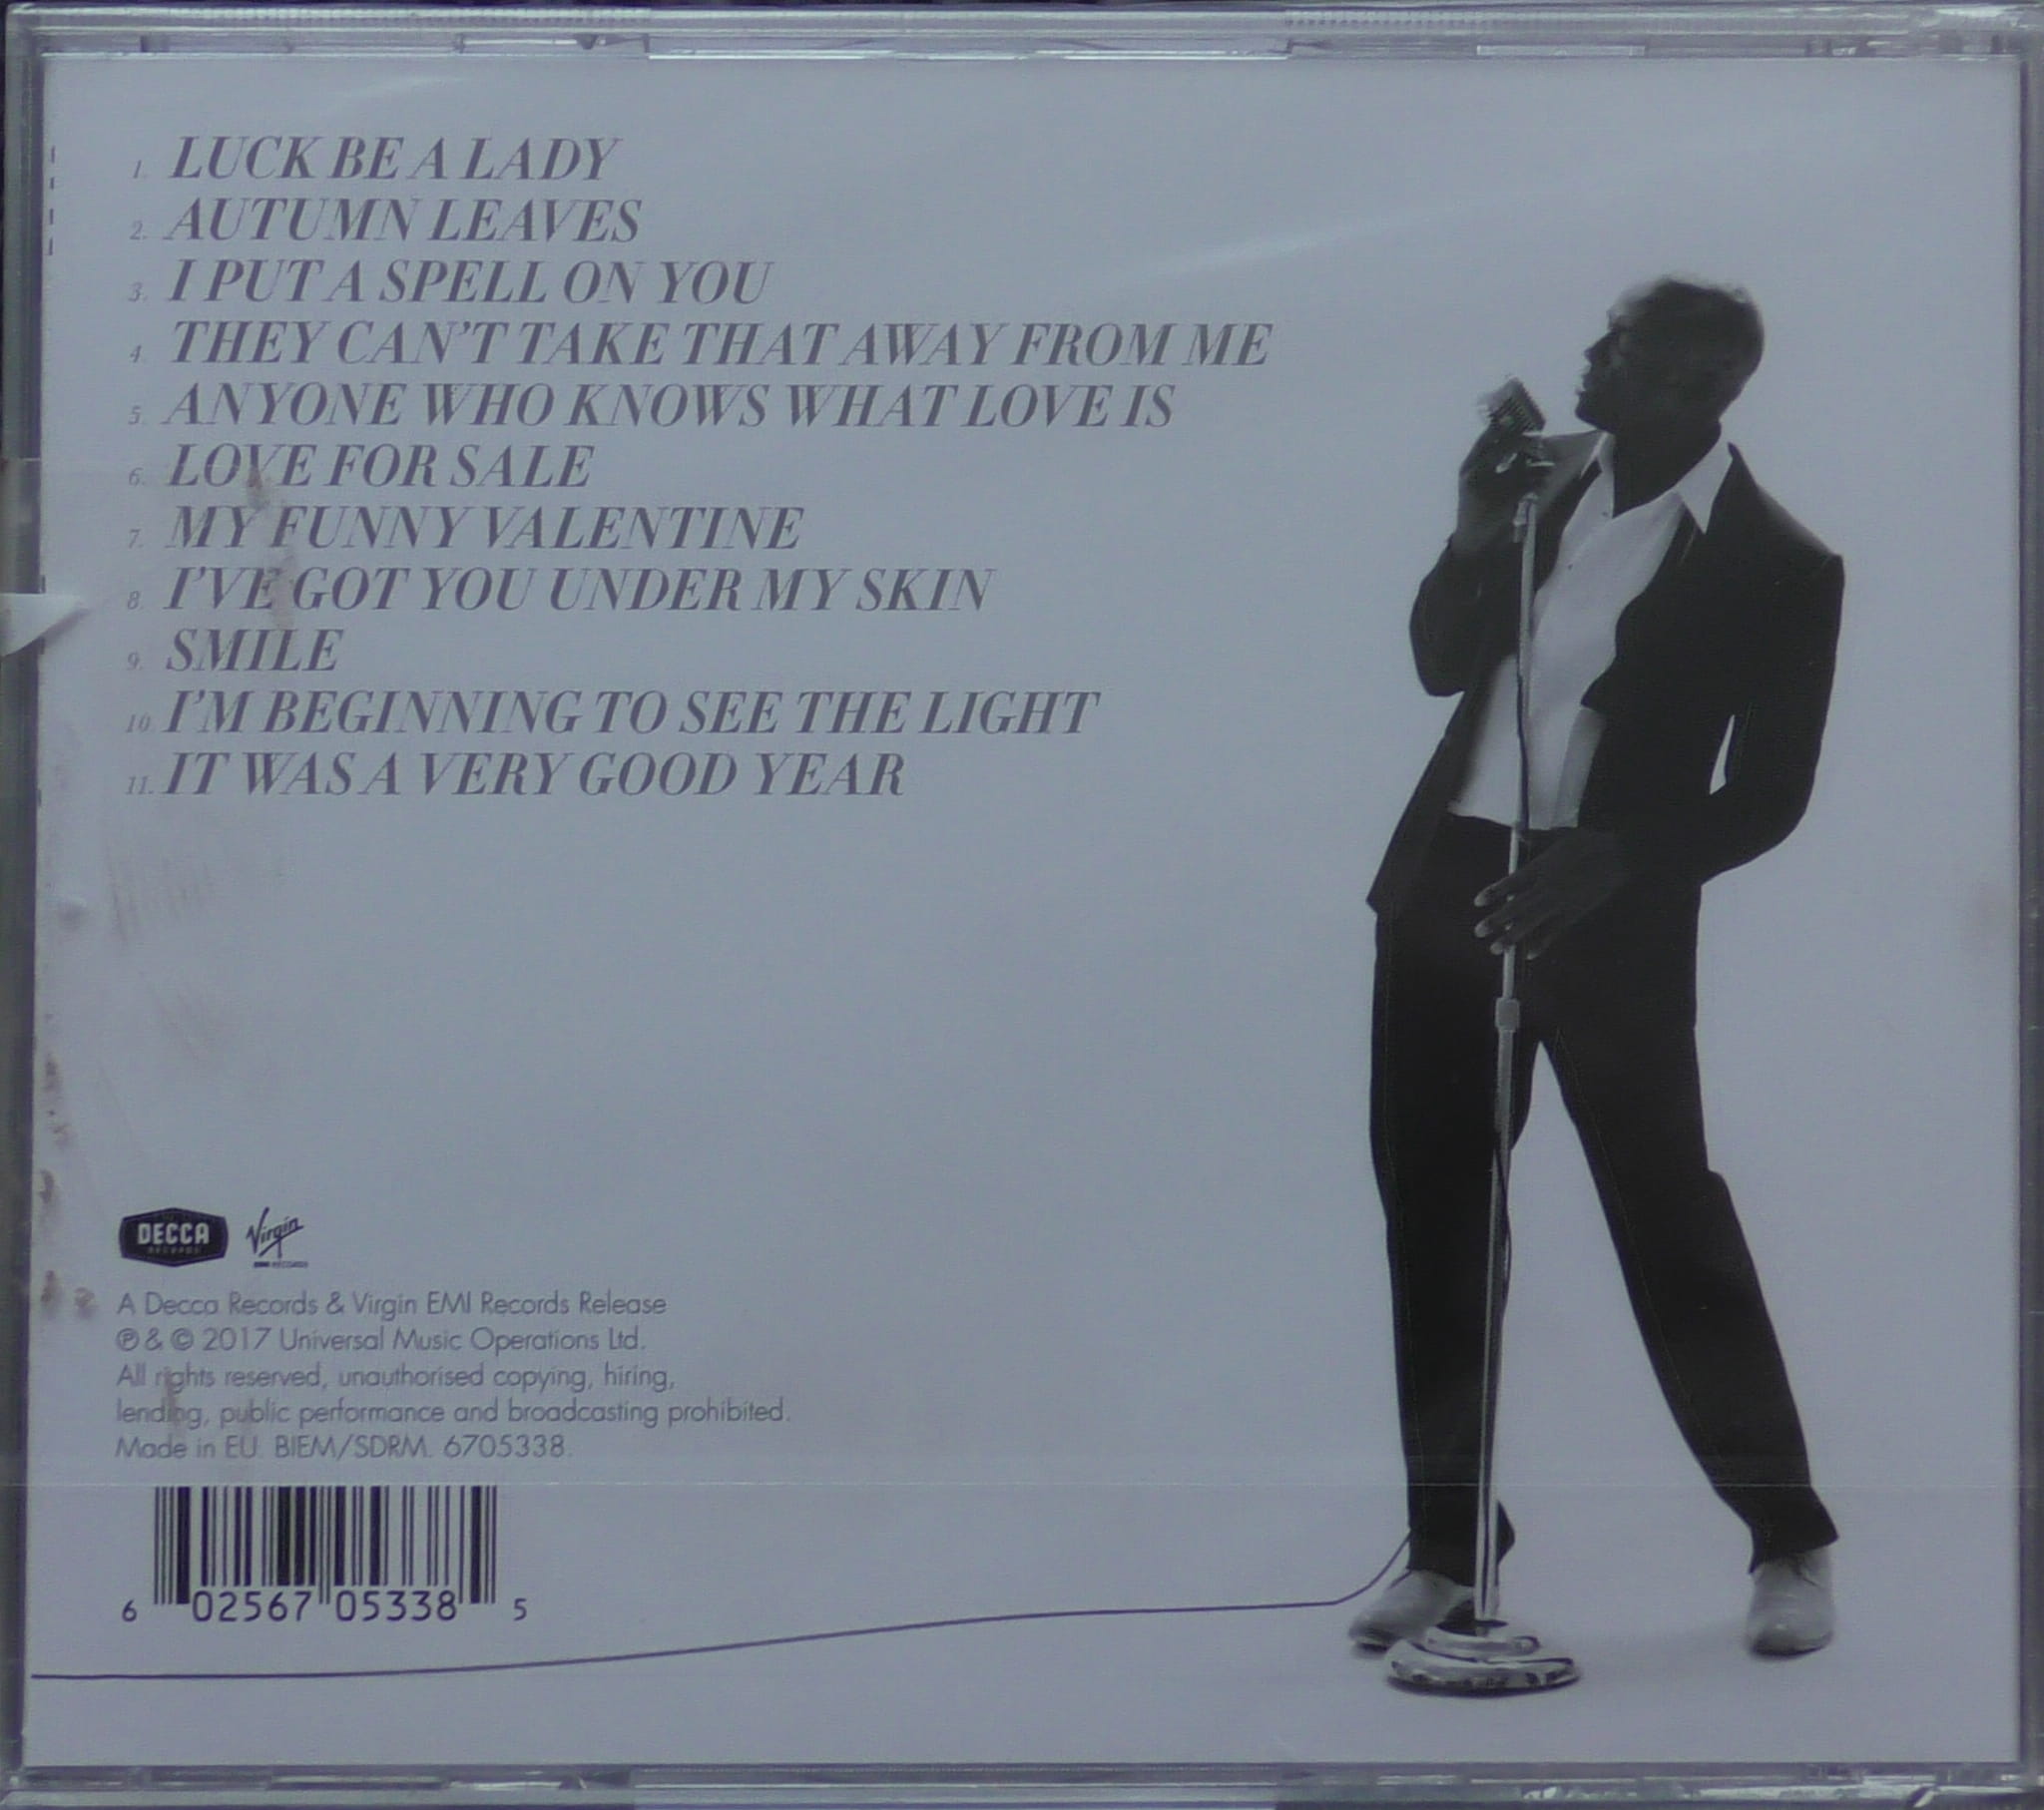 1. LUCK BE A LADY
2. AUTUMN LEAVES
3. I PUT A SPELL ON YOU
4. THEY CAN'T TAKE THAT AWAY FROM ME
5. ANYONE WHO KNOWS WHAT LOVE IS
6. LOVE FOR SALE
7. MY FUNNY VALENTINE
8. I'VE GOT YOU UNDER MY SKIN
9. SMILE
10. I'M BEGINNING TO SEE THE LIGHT
11. IT WAS A VERY GOOD YEAR
DECCA Virgin
RECORDS EMI RECORDS
A Decca Records & Virgin EMI Records Release
℗ & © 2017 Universal Music Operations Ltd.
All rights reserved, unauthorised copying, hiring,
lending, public performance and broadcasting prohibited.
Made in EU. BIEM/SDRM. 6705338.
6 02567 05338 5